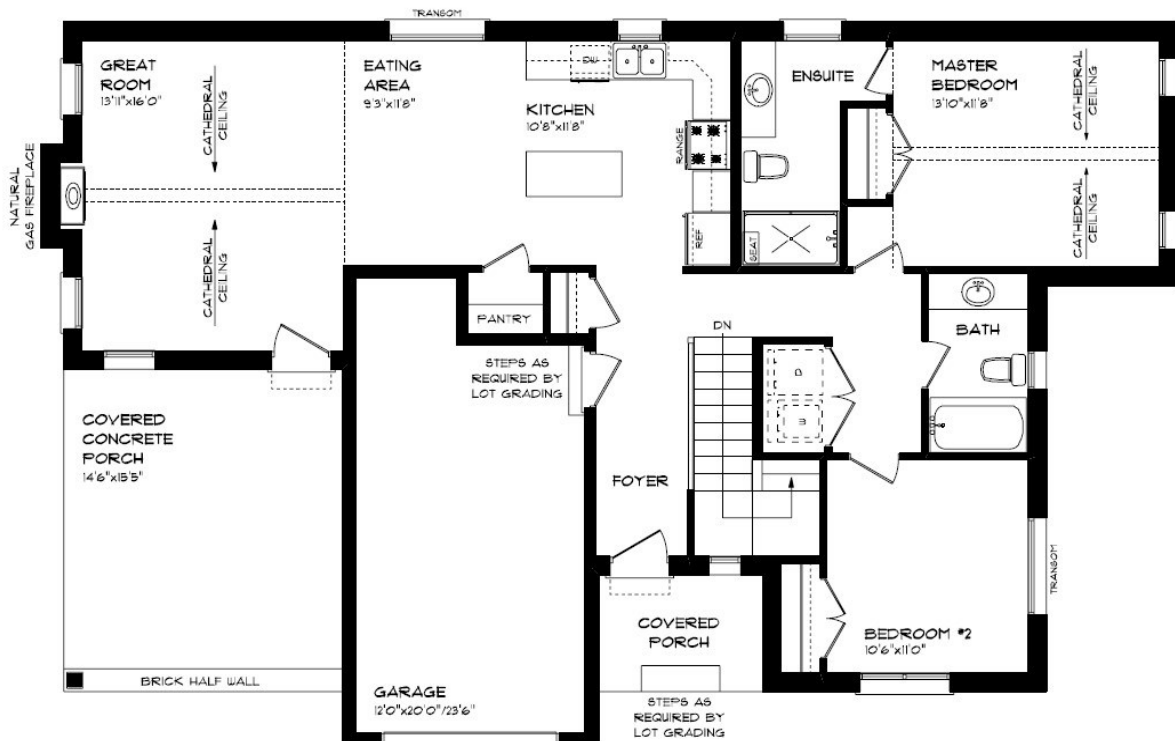 TRANSOM
GREAT
ROOM
13'11"x16'0"
CATHEDRAL
CEILING
CATHEDRAL
CEILING
NATURAL
GAS FIREPLACE
EATING
AREA
9'3"x11'8"
KITCHEN
10'8"x11'8"
DW
RANGE
REF
ENSUITE
SEAT
MASTER
BEDROOM
13'10"x11'8"
CATHEDRAL
CEILING
CATHEDRAL
CEILING
PANTRY
STEPS AS
REQUIRED BY
LOT GRADING
DN
D
W
BATH
COVERED
CONCRETE
PORCH
14'6"x15'5"
FOYER
TRANSOM
COVERED
PORCH
BEDROOM #2
10'6"x11'0"
BRICK HALF WALL
GARAGE
12'0"x20'0"/23'6"
STEPS AS
REQUIRED BY
LOT GRADING